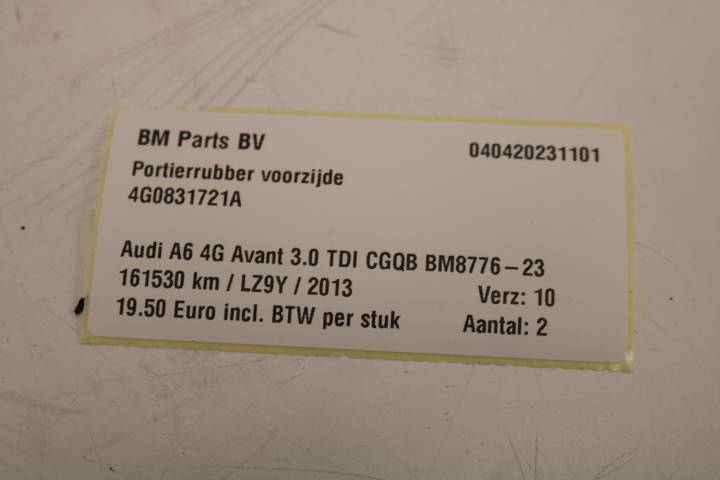 BM Parts BV 040420231101
Portierrubber voorzijde
4G0831721A
Audi A6 4G Avant 3.0 TDI CGQB BM8776-23
161530 km / LZ9Y / 2013 Verz: 10
19.50 Euro incl. BTW per stuk Aantal: 2